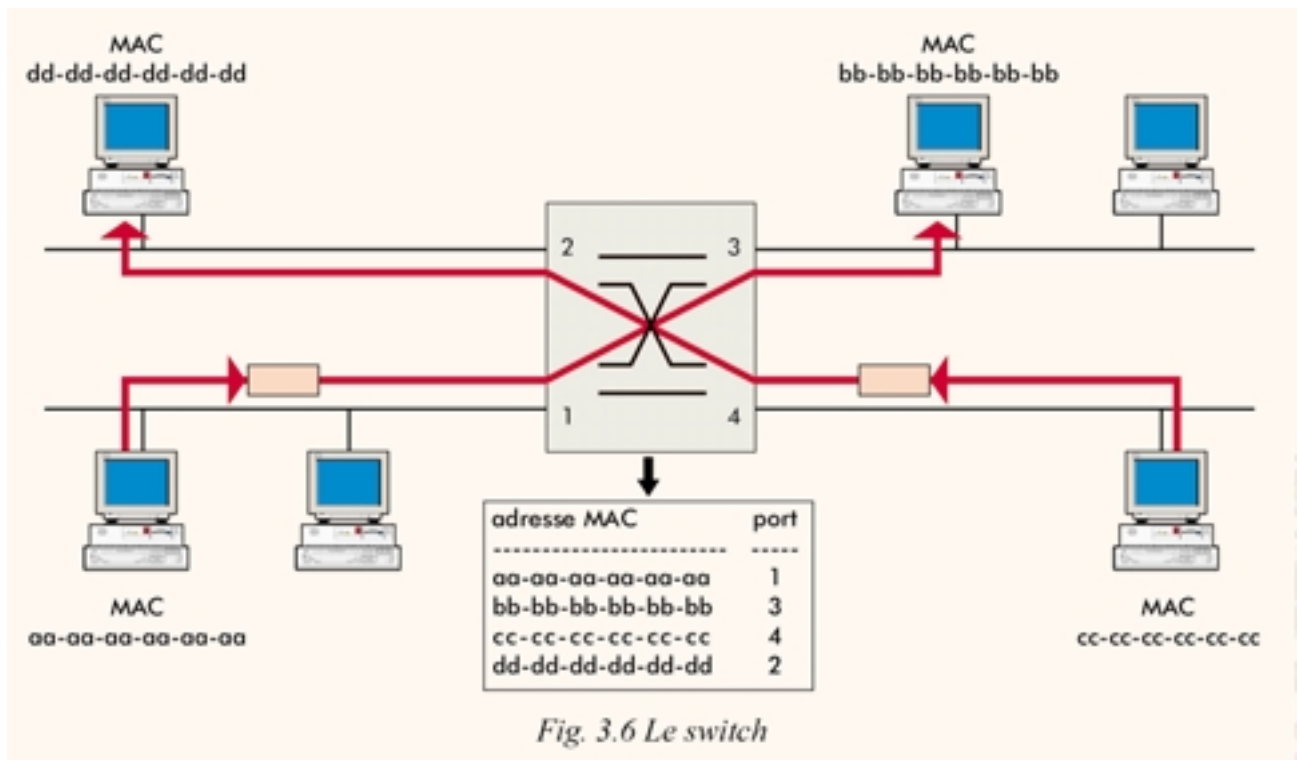 MAC
dd-dd-dd-dd-dd-dd
MAC
bb-bb-bb-bb-bb-bb
2
3
1
4
adresse MAC port
----------------------- -----
aa-aa-aa-aa-aa-aa 1
bb-bb-bb-bb-bb-bb 3
cc-cc-cc-cc-cc-cc 4
dd-dd-dd-dd-dd-dd 2
MAC
aa-aa-aa-aa-aa-aa
MAC
cc-cc-cc-cc-cc-cc
Fig. 3.6 Le switch